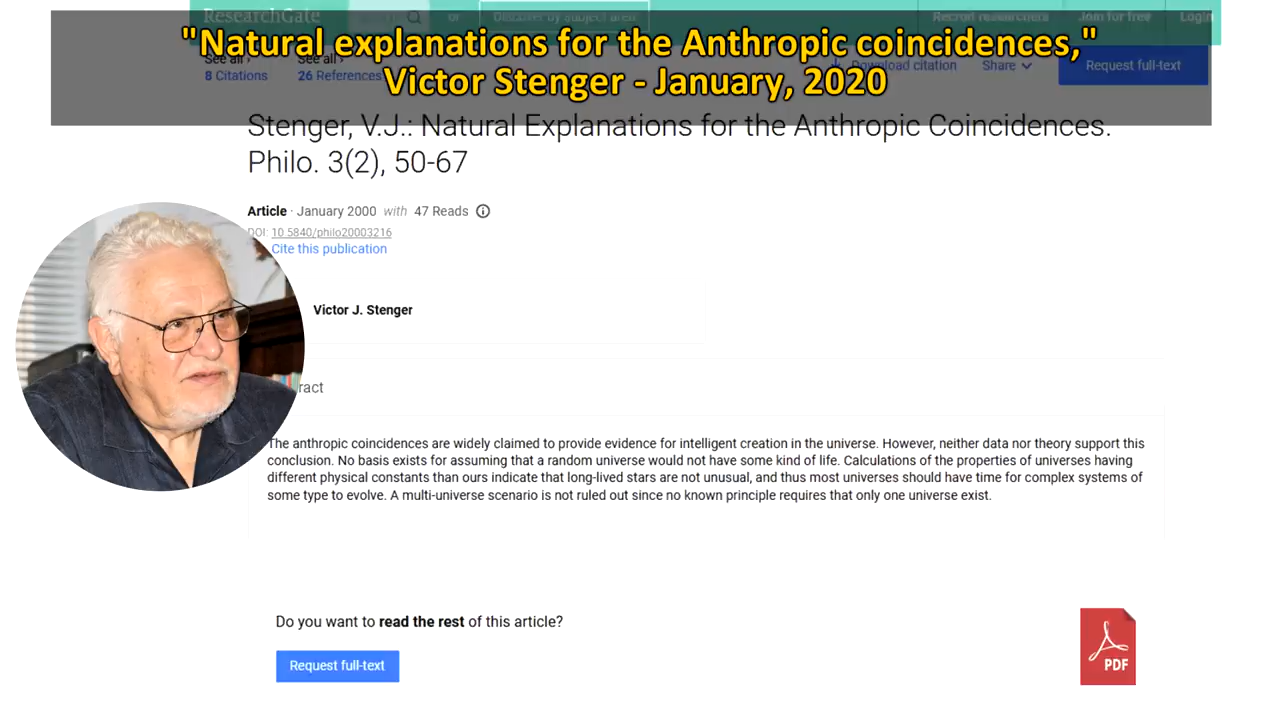 ResearchGate or Discover by subject area Recruit researchers Join for free Login
"Natural explanations for the Anthropic coincidences,"
Victor Stenger - January, 2020
See all › See all ›
8 Citations 26 References Download citation Share Request full-text
Stenger, V.J.: Natural Explanations for the Anthropic Coincidences.
Philo. 3(2), 50-67
Article · January 2000 with 47 Reads
DOI: 10.5840/philo20003216
Cite this publication
Victor J. Stenger
ract
The anthropic coincidences are widely claimed to provide evidence for intelligent creation in the universe. However, neither data nor theory support this
conclusion. No basis exists for assuming that a random universe would not have some kind of life. Calculations of the properties of universes having
different physical constants than ours indicate that long-lived stars are not unusual, and thus most universes should have time for complex systems of
some type to evolve. A multi-universe scenario is not ruled out since no known principle requires that only one universe exist.
Do you want to read the rest of this article?
Request full-text
PDF